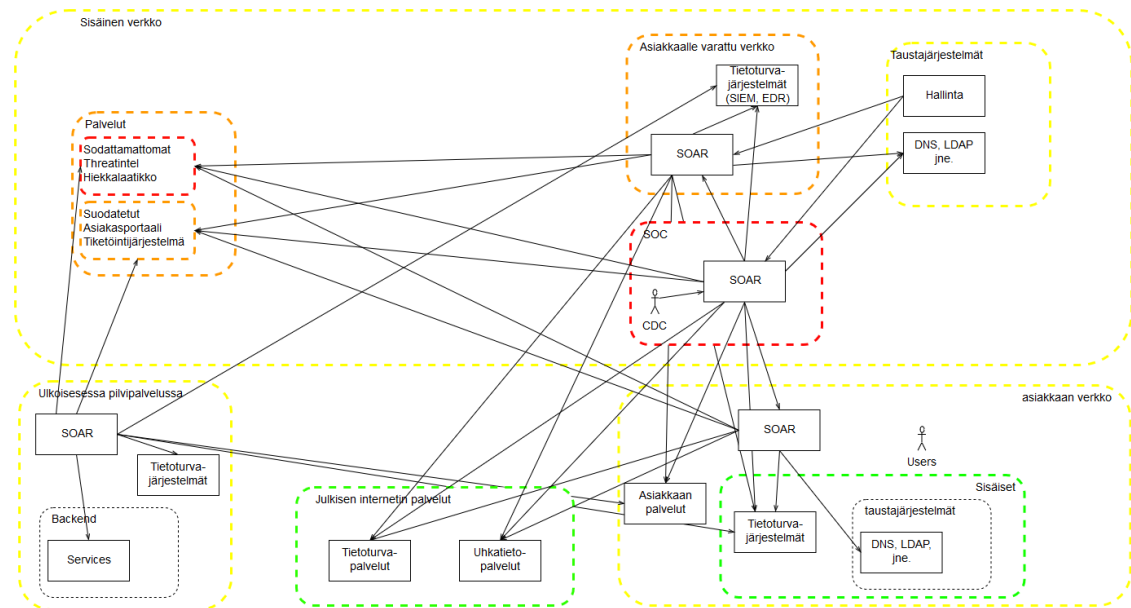 Sisäinen verkko
Asiakkaalle varattu verkko
Tietoturva-
järjestelmät
(SIEM, EDR)
SOAR
Taustajärjestelmät
Hallinta
DNS, LDAP
jne.
Palvelut
Sodattamattomat
Threatintel
Hiekkalaatikko
Suodatetut
Asiakasportaali
Tiketöintijärjestelmä
SOC
SOAR
CDC
Ulkoisesessa pilvipalvelussa
SOAR
Tietoturva-
järjestelmät
Backend
Services
Julkisen internetin palvelut
Tietoturva-
palvelut
Uhkatieto-
palvelut
asiakkaan verkko
SOAR
Users
Asiakkaan
palvelut
Sisäiset
Tietoturva-
järjestelmät
taustajärjestelmät
DNS, LDAP,
jne.